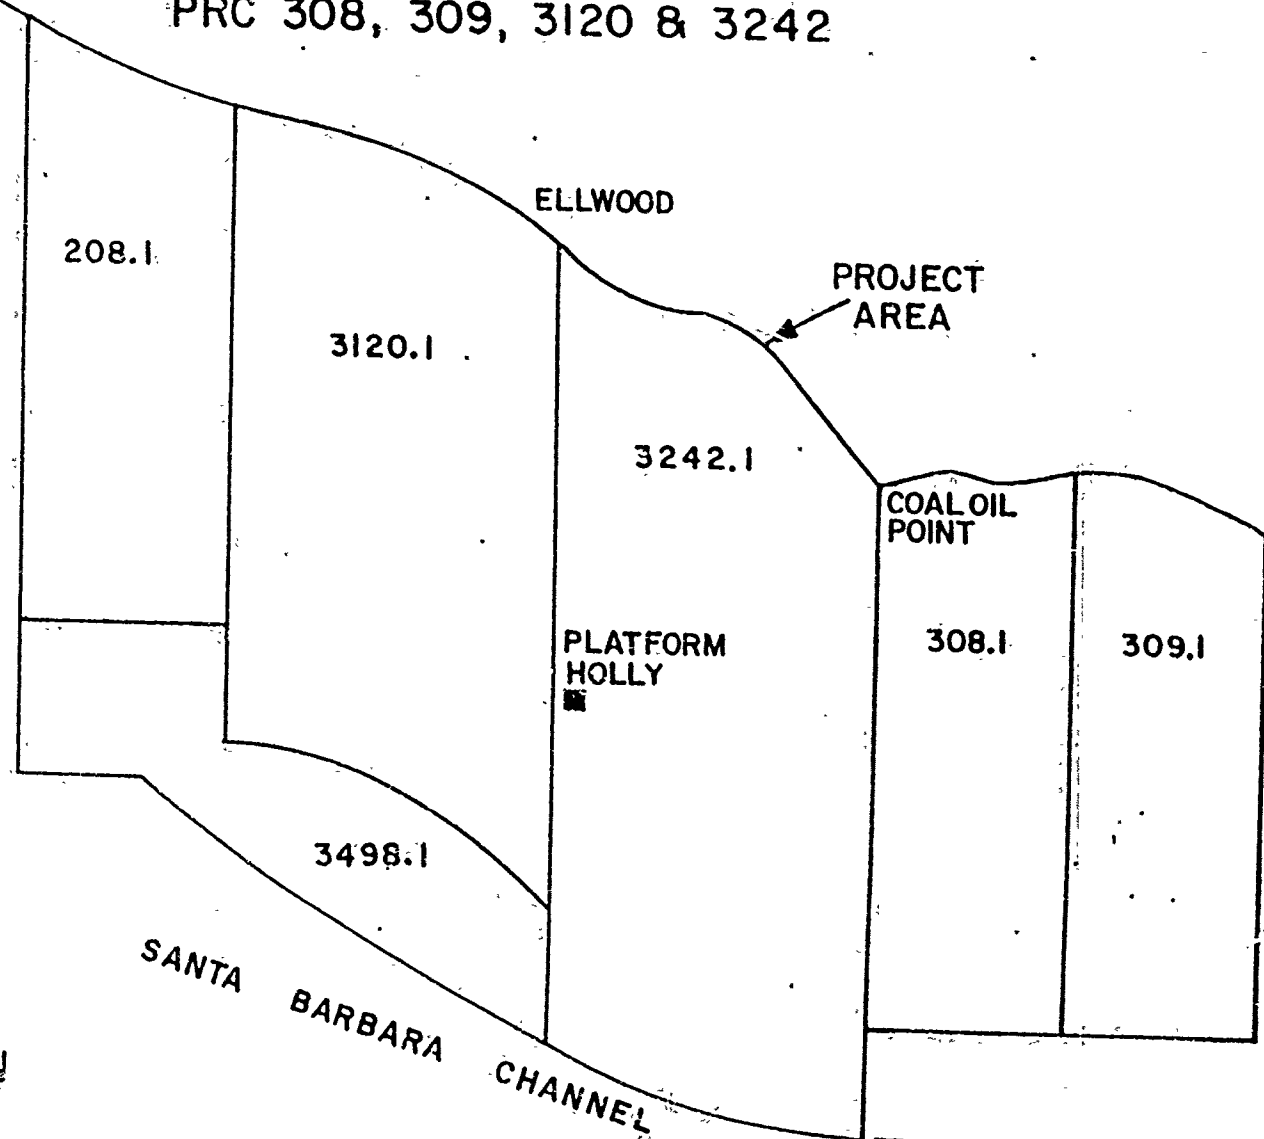 PRC 308, 309, 3120 & 3242
ELLWOOD
208.1
PROJECT
AREA
3120.1
3242.1
COAL OIL
POINT
PLATFORM
HOLLY
308.1
309.1
3498.1
SANTA BARBARA CHANNEL